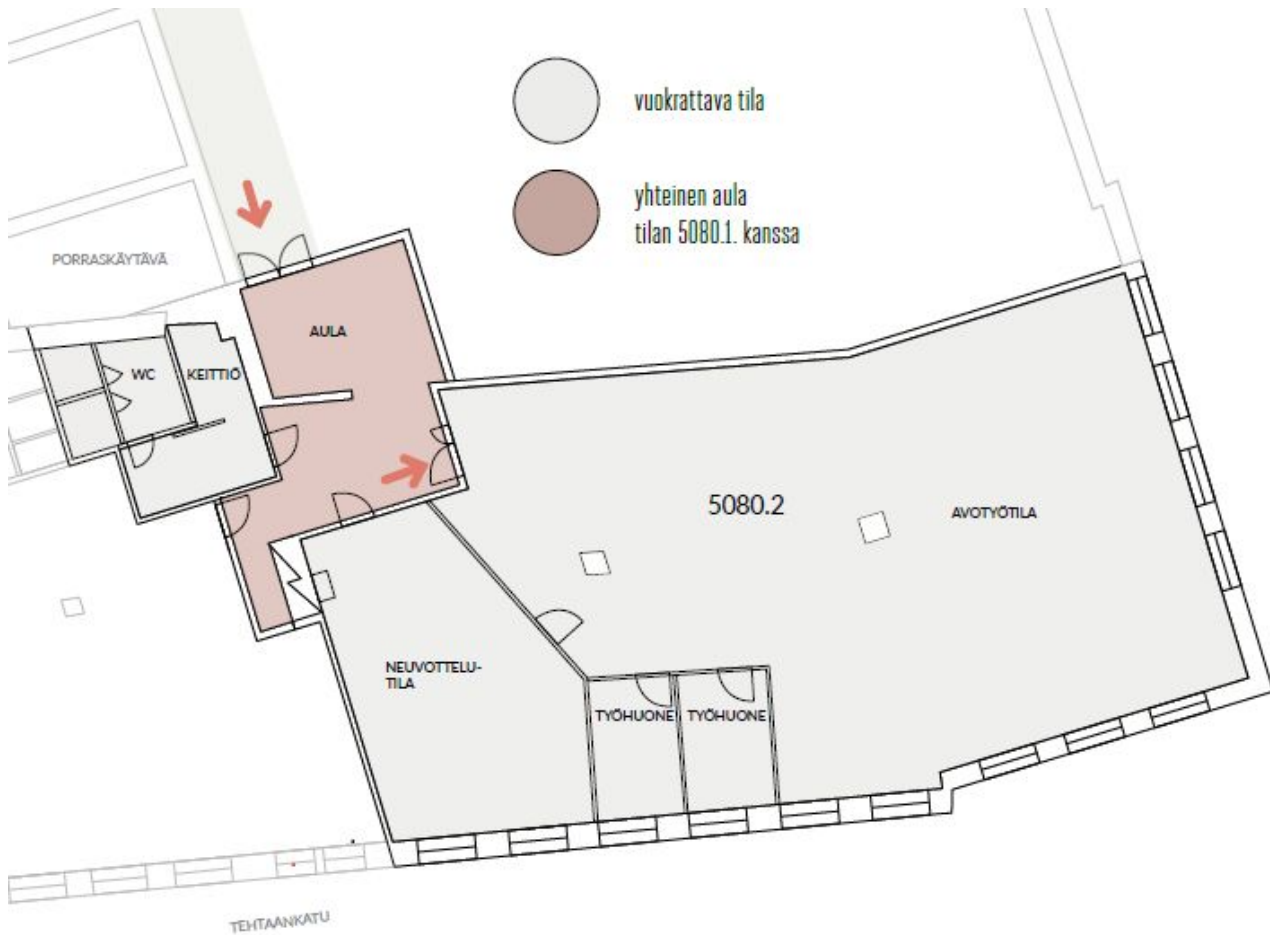 vuokrattava tila
yhteinen aula
tilan 5080.1. kanssa
PORRASKÄYTÄVÄ
AULA
WC
KEITTIÖ
5080.2
AVOTYÖTILA
NEUVOTTELU-
TILA
TYÖHUONE
TYÖHUONE
TEHTAANKATU